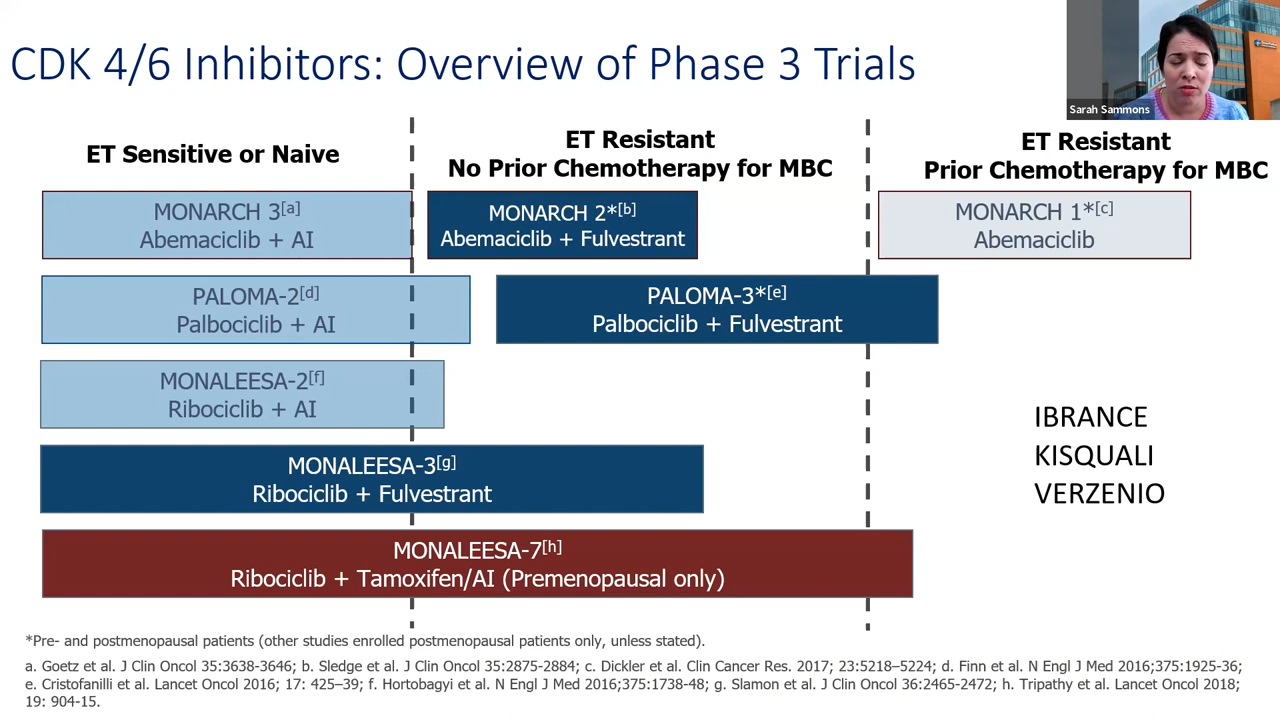 CDK 4/6 Inhibitors: Overview of Phase 3 Trials
Sarah Sammons
ET Sensitive or Naive
ET Resistant
No Prior Chemotherapy for MBC
ET Resistant
Prior Chemotherapy for MBC
MONARCH 3[a]
Abemaciclib + AI
MONARCH 2*[b]
Abemaciclib + Fulvestrant
MONARCH 1*[c]
Abemaciclib
PALOMA-2[d]
Palbociclib + AI
PALOMA-3*[e]
Palbociclib + Fulvestrant
MONALEESA-2[f]
Ribociclib + AI
MONALEESA-3[g]
Ribociclib + Fulvestrant
MONALEESA-7[h]
Ribociclib + Tamoxifen/AI (Premenopausal only)
IBRANCE
KISQUALI
VERZENIO
*Pre- and postmenopausal patients (other studies enrolled postmenopausal patients only, unless stated).
a. Goetz et al. J Clin Oncol 35:3638-3646; b. Sledge et al. J Clin Oncol 35:2875-2884; c. Dickler et al. Clin Cancer Res. 2017; 23:5218–5224; d. Finn et al. N Engl J Med 2016;375:1925-36;
e. Cristofanilli et al. Lancet Oncol 2016; 17: 425–39; f. Hortobagyi et al. N Engl J Med 2016;375:1738-48; g. Slamon et al. J Clin Oncol 36:2465-2472; h. Tripathy et al. Lancet Oncol 2018;
19: 904-15.